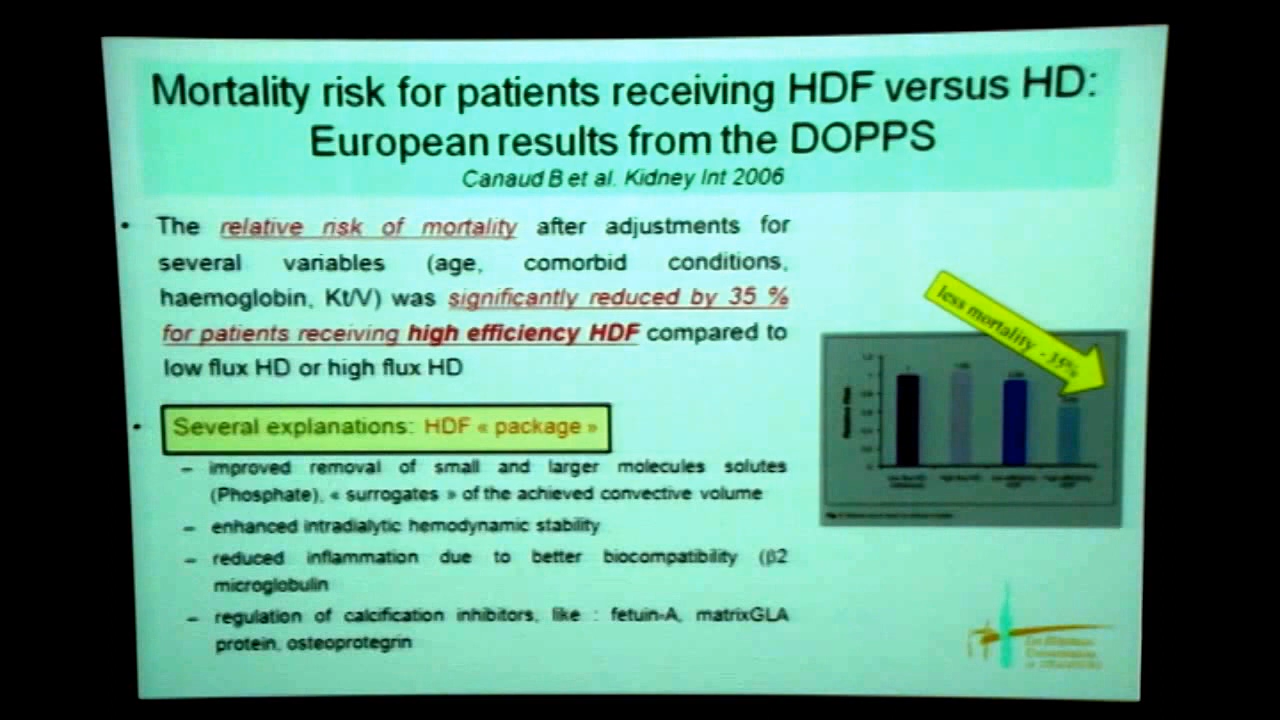 Mortality risk for patients receiving HDF versus HD:
European results from the DOPPS
Canaud B et al. Kidney Int 2006
• The relative risk of mortality after adjustments for
several variables (age, comorbid conditions,
haemoglobin, Kt/V) was significantly reduced by 35 %
for patients receiving high efficiency HDF compared to
low flux HD or high flux HD
• Several explanations: HDF « package »
– improved removal of small and larger molecules solutes
(Phosphate), « surrogates » of the achieved convective volume
– enhanced intradialytic hemodynamic stability
– reduced inflammation due to better biocompatibility (β2
microglobulin
– regulation of calcification inhibitors, like : fetuin-A, matrixGLA
protein, osteoprotegrin
less mortality - 35%